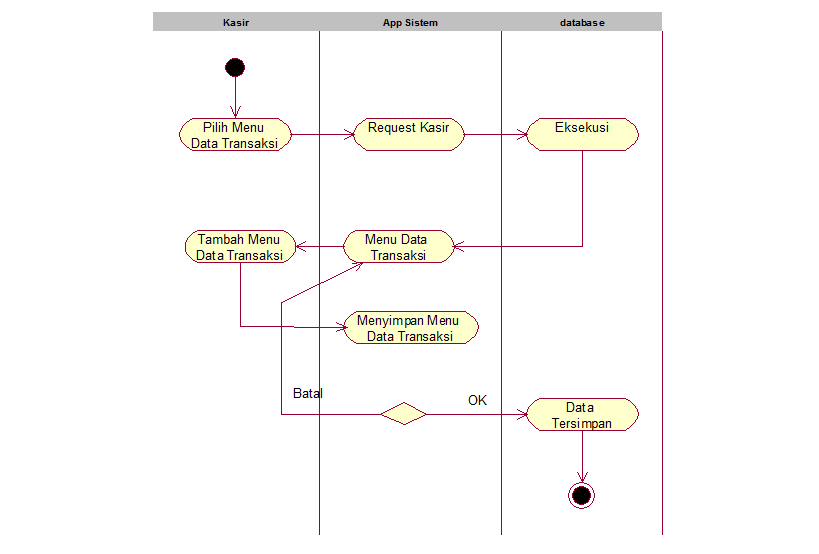 Kasir
App Sistem
database
Pilih Menu
Data Transaksi
Request Kasir
Eksekusi
Tambah Menu
Data Transaksi
Menu Data
Transaksi
Menyimpan Menu
Data Transaksi
Batal
OK
Data
Tersimpan